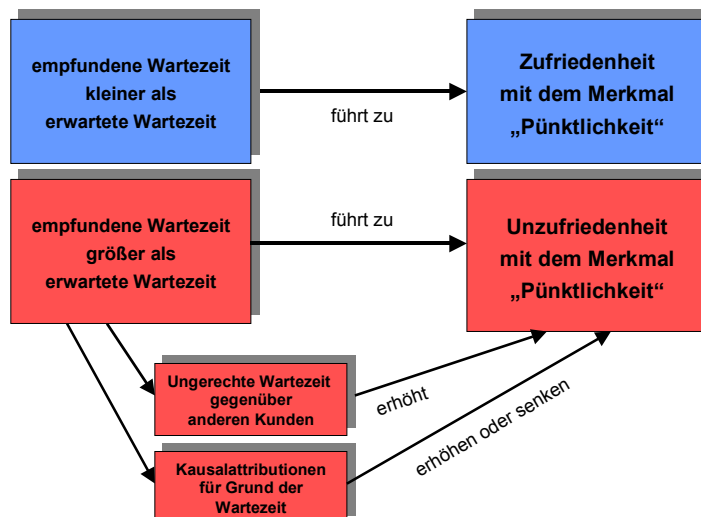 empfundene Wartezeit
kleiner als
erwartete Wartezeit
führt zu
Zufriedenheit
mit dem Merkmal
„Pünktlichkeit“
empfundene Wartezeit
größer als
erwartete Wartezeit
führt zu
Unzufriedenheit
mit dem Merkmal
„Pünktlichkeit“
Ungerechte Wartezeit
gegenüber
anderen Kunden
erhöht
Kausalattributionen
für Grund der
Wartezeit
erhöhen oder senken